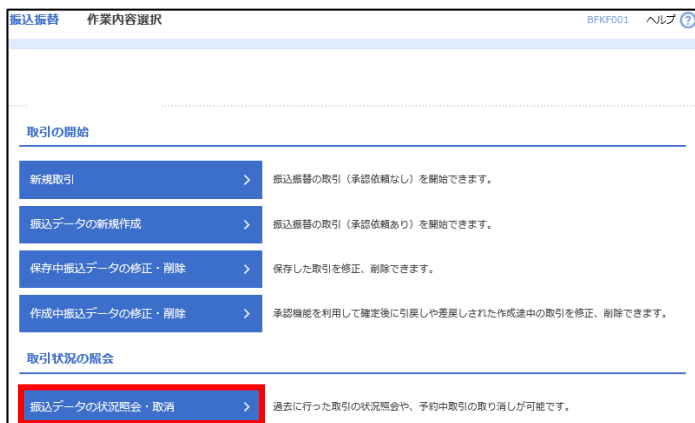 振込振替 作業内容選択 BFKF001 ヘルプ ?
取引の開始
新規取引 振込振替の取引（承認依頼なし）を開始できます。
振込データの新規作成 振込振替の取引（承認依頼あり）を開始できます。
保存中振込データの修正・削除 保存した取引を修正、削除できます。
作成中振込データの修正・削除 承認機能を利用して確定後に引戻しや差戻しされた作成途中の取引を修正、削除できます。
取引状況の照会
振込データの状況照会・取消 過去に行った取引の状況照会や、予約中取引の取り消しが可能です。